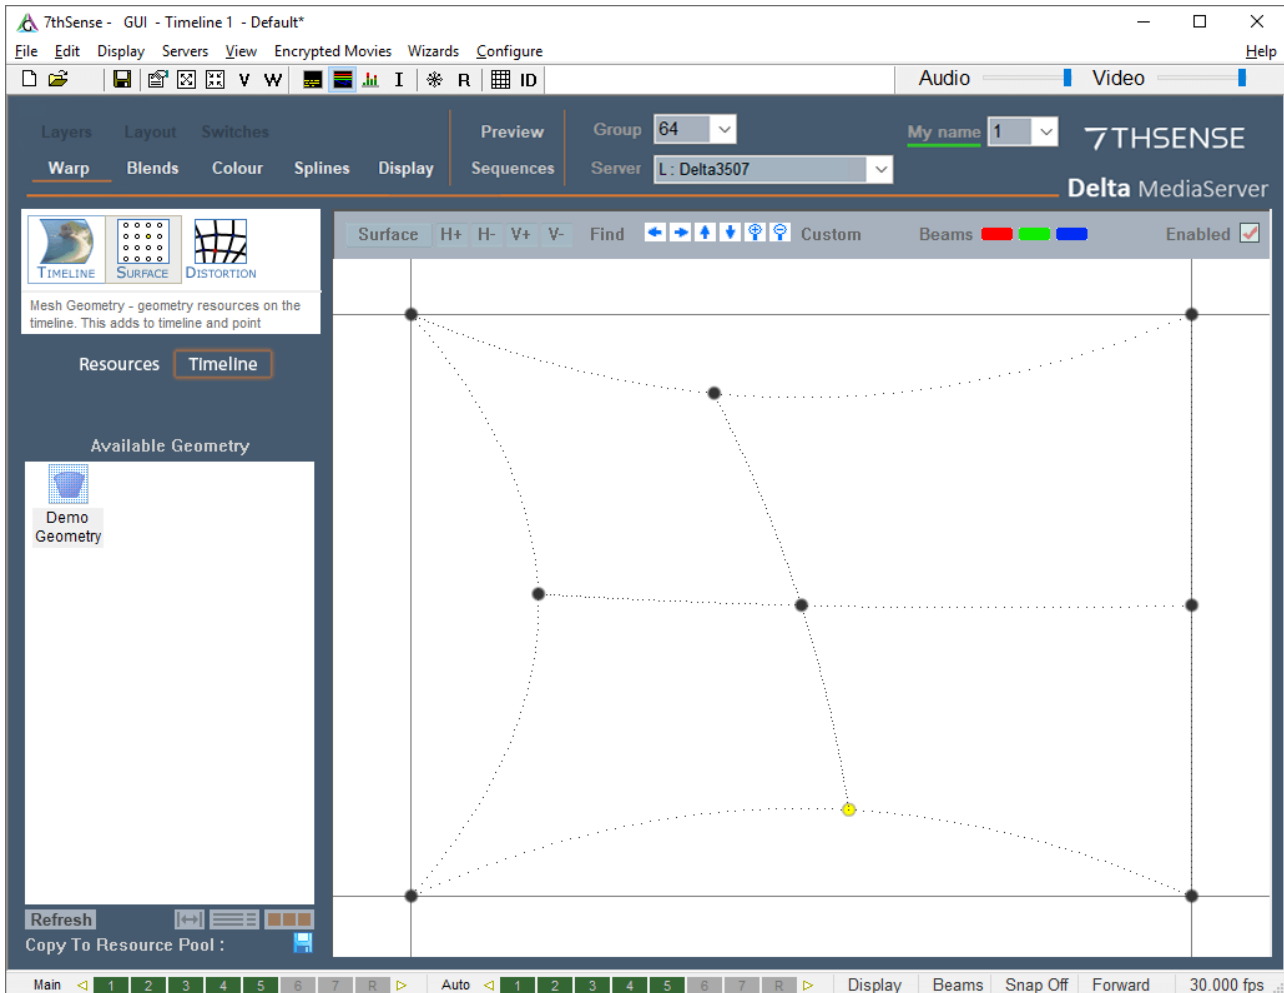 7thSense - GUI - Timeline 1 - Default*
File Edit Display Servers View Encrypted Movies Wizards Configure Help
V W I R ID Audio Video
Layers Layout Switches Preview Group 64 My name 1 7THSENSE
Warp Blends Colour Splines Display Sequences Server L : Delta3507
Delta MediaServer
Surface H+ H- V+ V- Find Custom Beams Enabled
TIMELINE SURFACE DISTORTION
Mesh Geometry - geometry resources on the
timeline. This adds to timeline and point
Resources Timeline
Available Geometry
Demo
Geometry
Refresh
Copy To Resource Pool :
Main 1 2 3 4 5 6 7 R Auto 1 2 3 4 5 6 7 R Display Beams Snap Off Forward 30.000 fps